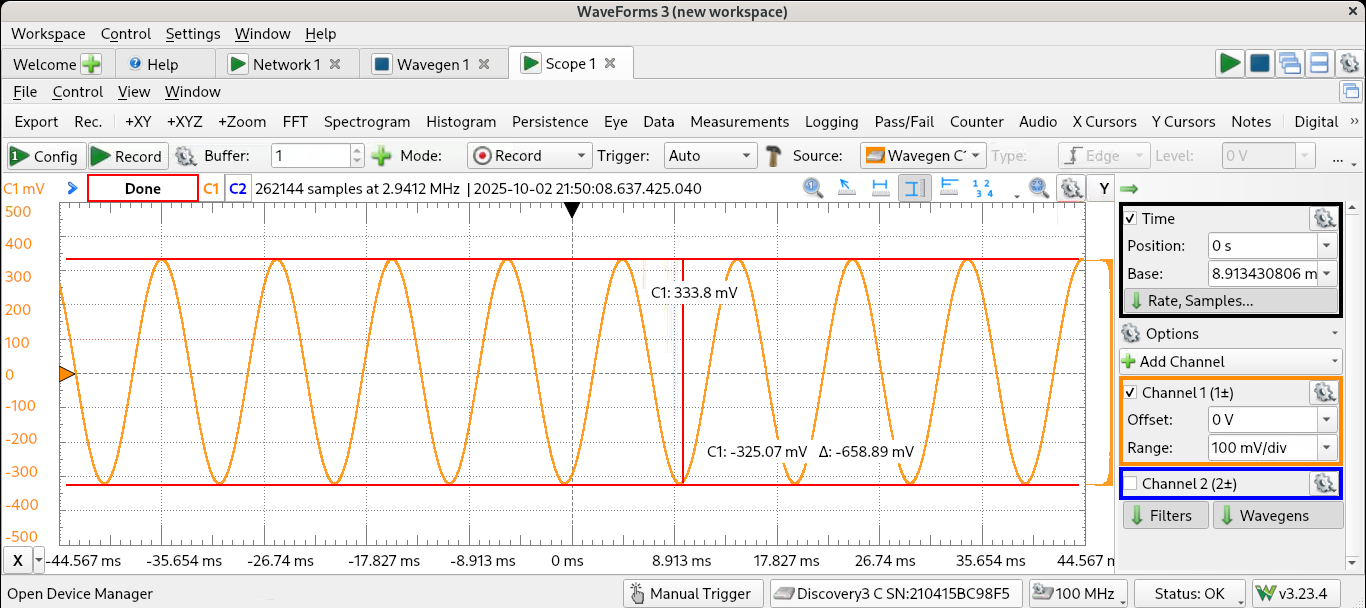 WaveForms 3 (new workspace)
Workspace Control Settings Window Help
Welcome Help Network 1 Wavegen 1 Scope 1
File Control View Window
Export Rec. +XY +XYZ +Zoom FFT Spectrogram Histogram Persistence Eye Data Measurements Logging Pass/Fail Counter Audio X Cursors Y Cursors Notes Digital »
Config Record Buffer: 1 Mode: Record Trigger: Auto Source: Wavegen C Type: Edge Level: 0 V ...
C1 mV Done C1 C2 262144 samples at 2.9412 MHz | 2025-10-02 21:50:08.637.425.040 Y
500
400
300
200
100
0
-100
-200
-300
-400
-500
C1: 333.8 mV
C1: -325.07 mV Δ: -658.89 mV
X -44.567 ms -35.654 ms -26.74 ms -17.827 ms -8.913 ms 0 ms 8.913 ms 17.827 ms 26.74 ms 35.654 ms 44.567 m
Time
Position: 0 s
Base: 8.913430806 m
Rate, Samples...
Options
Add Channel
Channel 1 (1±)
Offset: 0 V
Range: 100 mV/div
Channel 2 (2±)
Filters Wavegens
Open Device Manager Manual Trigger Discovery3 C SN:210415BC98F5 100 MHz Status: OK v3.23.4